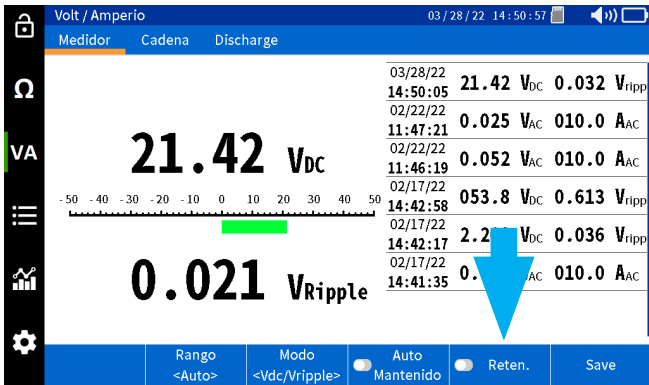 Volt / Amperio 03/28/22 14:50:57
Medidor Cadena Discharge
Ω
VA
21.42 VDC
-50 -40 -30 -20 -10 0 10 20 30 40 50
0.021 VRipple
03/28/22
14:50:05 21.42 VDC 0.032 Vripp
02/22/22
11:47:21 0.025 VAC 010.0 AAC
02/22/22
11:46:19 0.052 VAC 010.0 AAC
02/17/22
14:42:58 053.8 VDC 0.613 Vripp
02/17/22
14:42:17 VDC 0.036 Vripp
02/17/22
14:41:35 010.0 AAC
Rango
<Auto>
Modo
<Vdc/Vripple>
Auto
Mantenido
Reten.
Save